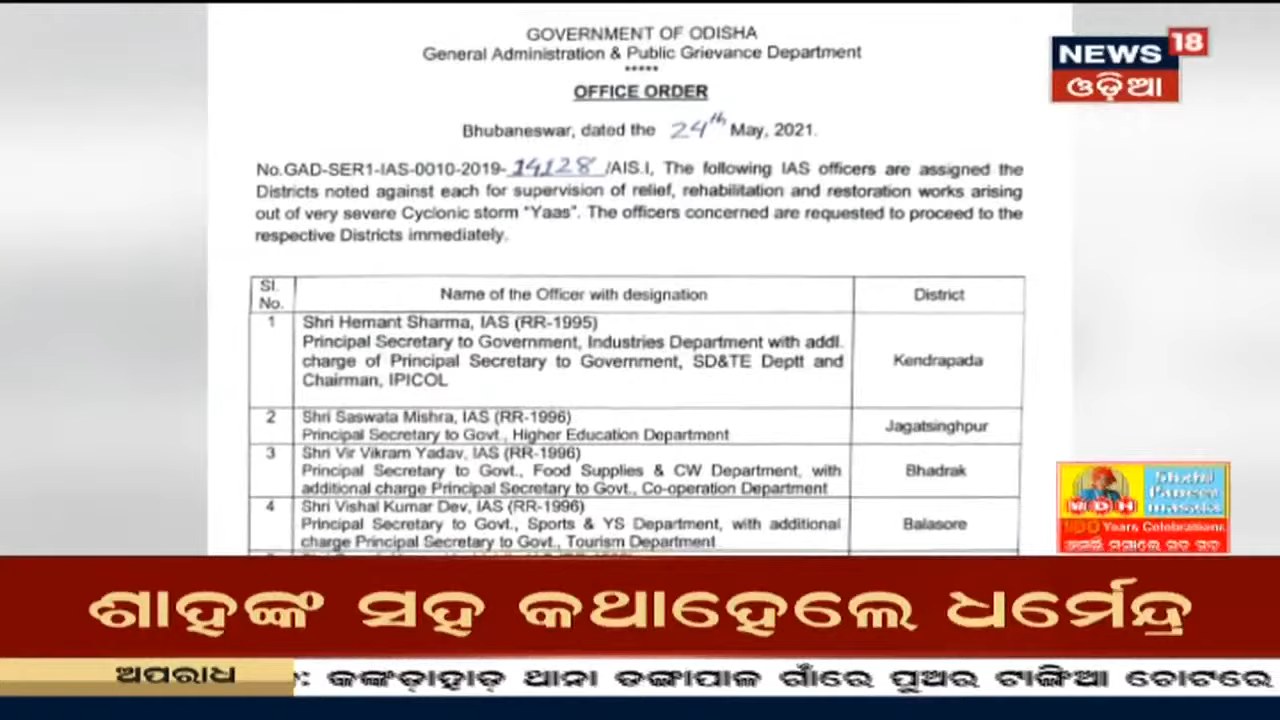 GOVERNMENT OF ODISHA
General Administration & Public Grievance Department
*****
OFFICE ORDER
Bhubaneswar, dated the 24th May, 2021.
No.GAD-SER1-IAS-0010-2019-14128/AIS.I, The following IAS officers are assigned the
Districts noted against each for supervision of relief, rehabilitation and restoration works arising
out of very severe Cyclonic storm "Yaas". The officers concerned are requested to proceed to the
respective Districts immediately.
Sl. No. Name of the Officer with designation District
1 Shri Hemant Sharma, IAS (RR-1995)
Principal Secretary to Government, Industries Department with addl.
charge of Principal Secretary to Government, SD&TE Deptt and
Chairman, IPICOL
Kendrapada
2 Shri Saswata Mishra, IAS (RR-1996)
Principal Secretary to Govt., Higher Education Department
Jagatsinghpur
3 Shri Vir Vikram Yadav, IAS (RR-1996)
Principal Secretary to Govt., Food Supplies & CW Department, with
additional charge Principal Secretary to Govt., Co-operation Department
Bhadrak
4 Shri Vishal Kumar Dev, IAS (RR-1996)
Principal Secretary to Govt., Sports & YS Department, with additional
charge Principal Secretary to Govt., Tourism Department
Balasore
NEWS 18
ଓଡ଼ିଆ
MDH
100 Years Celebrations
ଶାହଙ୍କ ସହ କଥାହେଲେ ଧର୍ମେନ୍ଦ୍ର
ଅପରାଧ : କଙ୍କଡ଼ାହାଡ଼ ଥାନା ଡଙ୍ଗାପାଳ ଗାଁରେ ପୁଅର ଟାଙ୍ଗିଆ ଚୋଟରେ